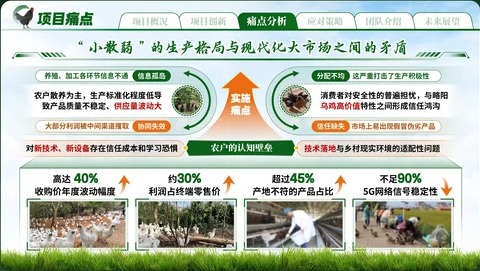 项目痛点
项目概况 项目创新 痛点分析 应对策略 团队介绍 未来展望
“小散弱”的生产格局与现代化大市场之间的矛盾
养殖、加工各环节信息不通 信息孤岛
农户散养为主，生产标准化程度低导
致产品质量不稳定、供应量波动大
大部分利润被中间渠道攫取 协同失效
实施
痛点
分配不均 这严重打击了生产积极性
消费者对安全性的普遍担忧，与略阳
乌鸡高价值特性之间形成信任鸿沟
信任缺失 市场上易出现假冒伪劣产品
对新技术、新设备存在信任成本和学习恐惧
农户的认知壁垒
技术落地与乡村现实环境的适配性问题
高达 40%
收购价年度波动幅度
约30%
利润占终端零售价
超过45%
产地不符的产品占比
不足90%
5G网络信号稳定性